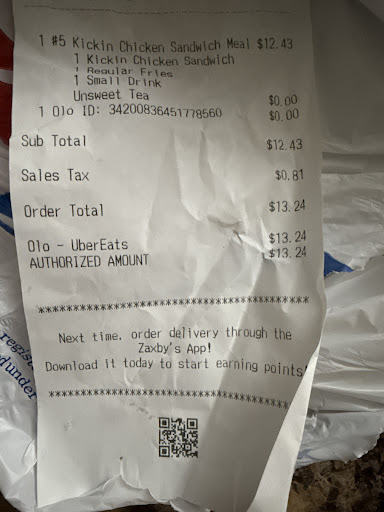 1 #5 Kickin Chicken Sandwich Meal $12.43
1 Kickin Chicken Sandwich
1 Regular Fries
1 Small Drink
Unsweet Tea $0.00
1 Olo ID: 34200836451778560 $0.00
Sub Total $12.43
Sales Tax $0.81
Order Total $13.24
Olo - UberEats $13.24
AUTHORIZED AMOUNT $13.24
****************************************
Next time, order delivery through the
Zaxby's App!
Download it today to start earning points!
****************************************